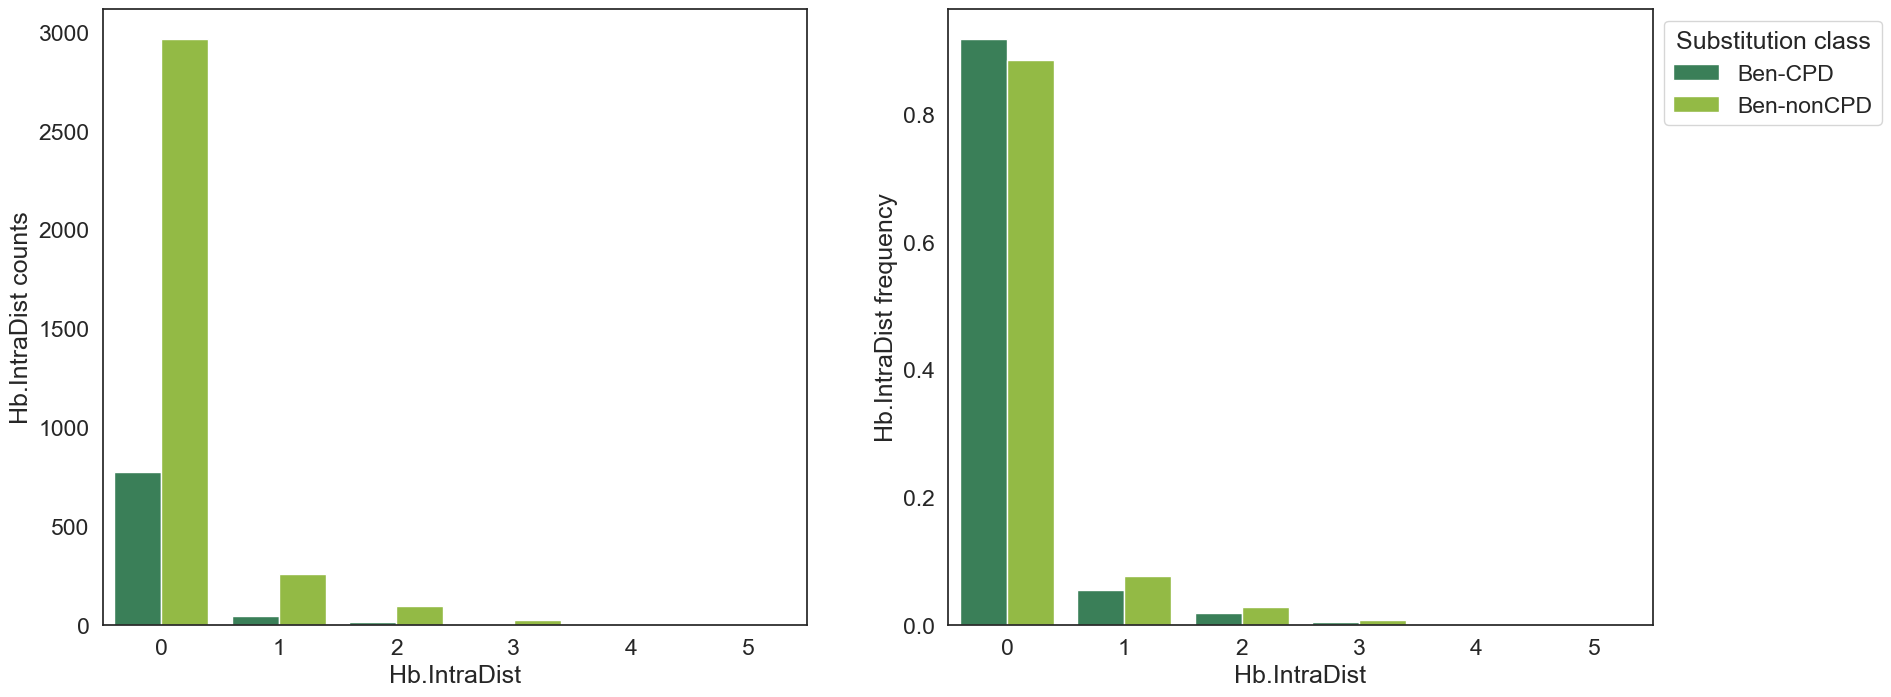 Hb.IntraDist counts
3000
2500
2000
1500
1000
500
0
0 1 2 3 4 5
Hb.IntraDist
Hb.IntraDist frequency
0.8
0.6
0.4
0.2
0.0
0 1 2 3 4 5
Hb.IntraDist
Substitution class
Ben-CPD
Ben-nonCPD